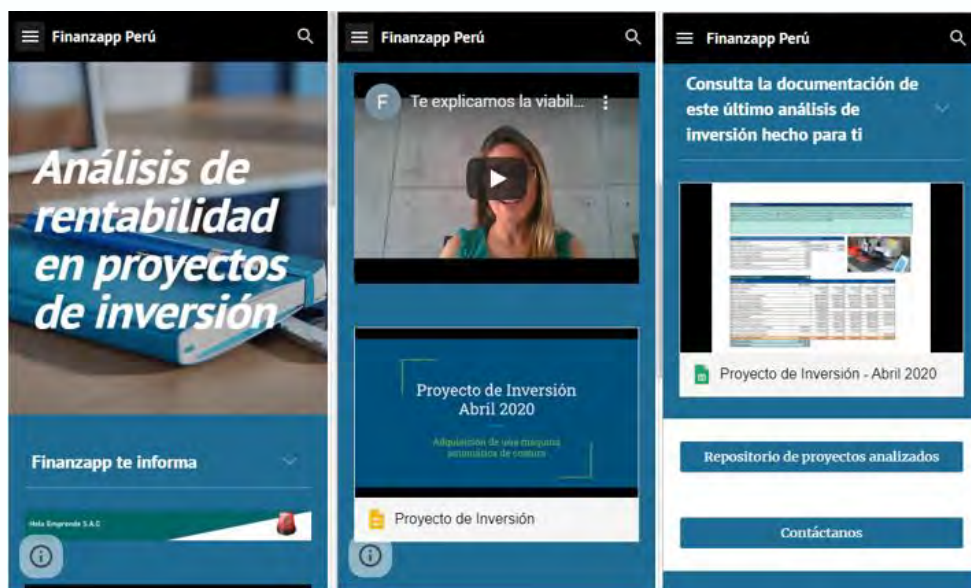 Finanzapp Perú
Análisis de
rentabilidad
en proyectos
de inversión
Finanzapp te informa
Hola Emprende S.A.C
Finanzapp Perú
F
Te explicamos la viabil...
Proyecto de Inversión
Abril 2020
Adquisición de una máquina
automática de costura
Proyecto de Inversión
Finanzapp Perú
Consulta la documentación de
este último análisis de
inversión hecho para ti
Proyecto de Inversión - Abril 2020
Repositorio de proyectos analizados
Contáctanos